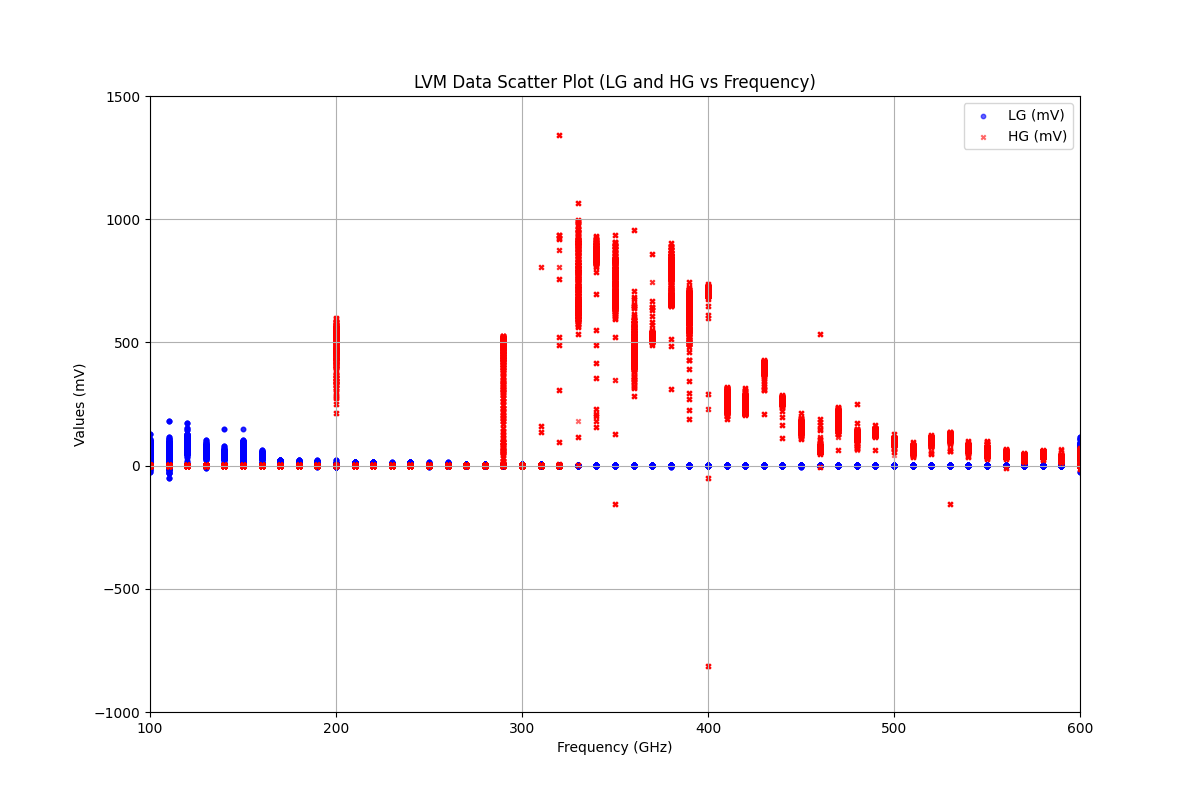 LVM Data Scatter Plot (LG and HG vs Frequency)
1500
1000
500
0
−500
−1000
Values (mV)
LG (mV)
HG (mV)
100
200
300
400
500
600
Frequency (GHz)